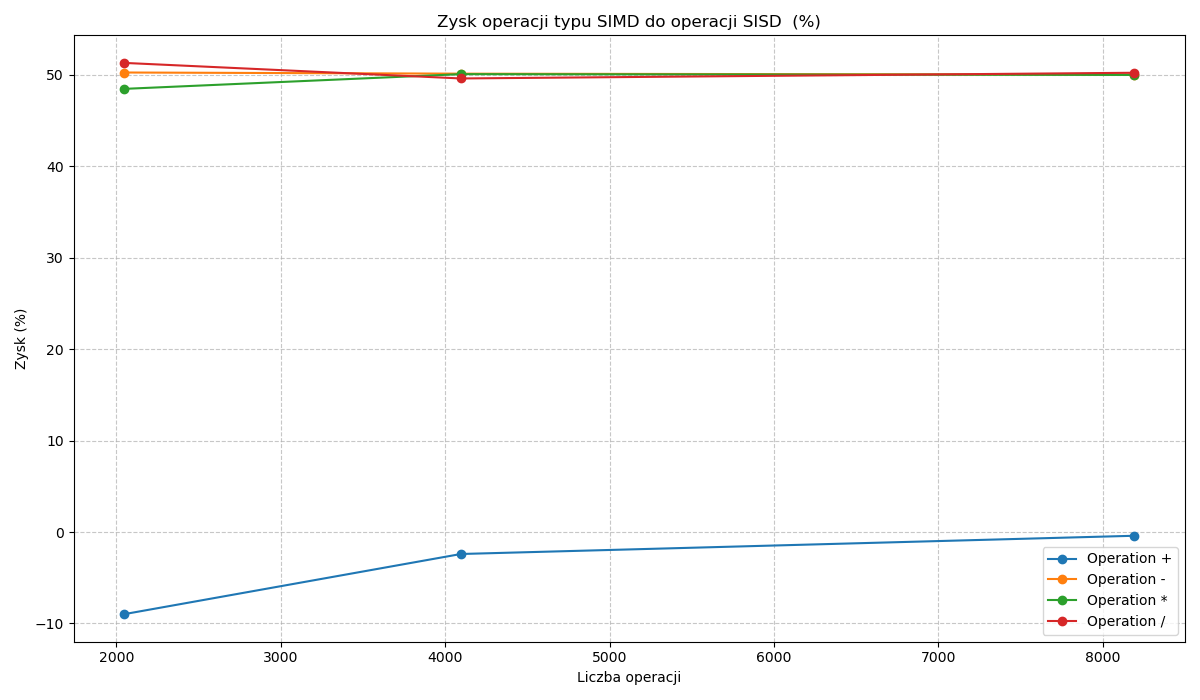 Zysk operacji typu SIMD do operacji SISD  (%)
Zysk (%)
50
40
30
20
10
0
−10
2000 3000 4000 5000 6000 7000 8000
Liczba operacji
Operation +
Operation -
Operation *
Operation /